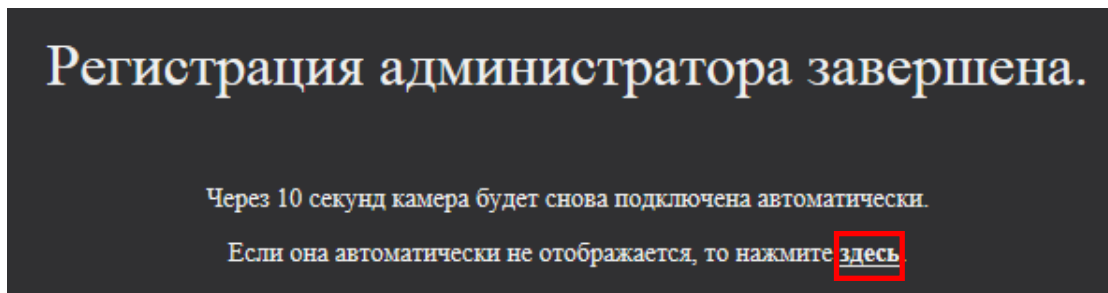 Регистрация администратора завершена.
Через 10 секунд камера будет снова подключена автоматически.
Если она автоматически не отображается, то нажмите здесь.